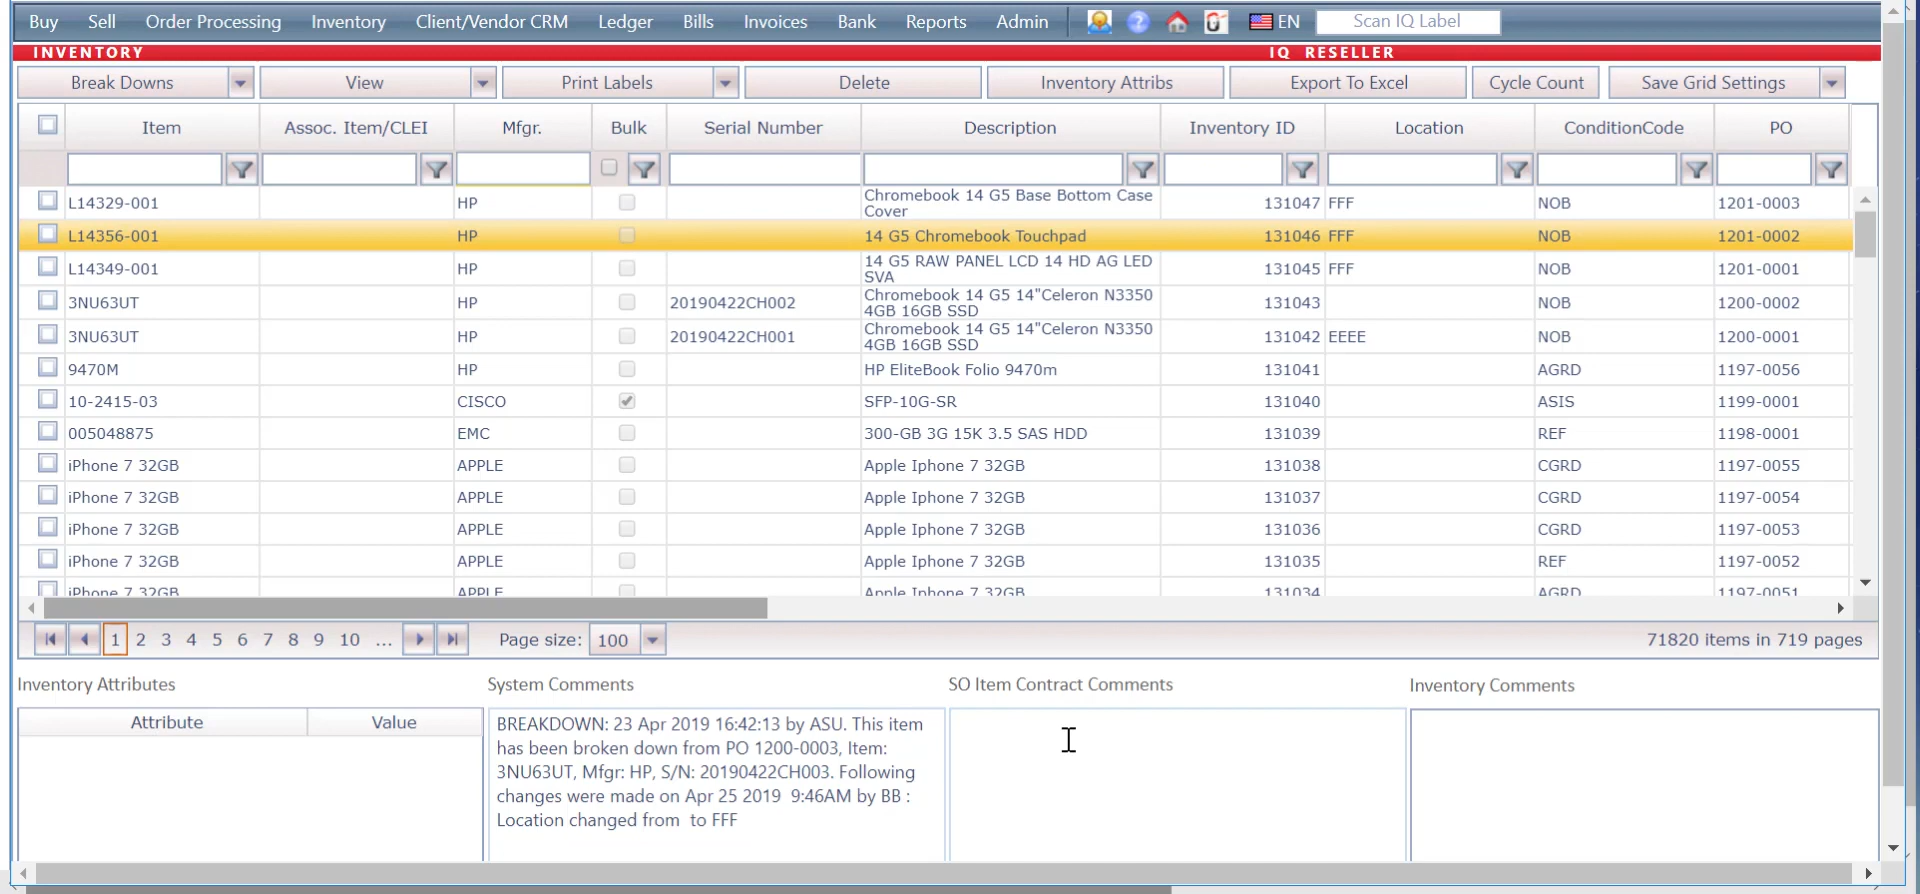 Buy Sell Order Processing Inventory Client/Vendor CRM Ledger Bills Invoices Bank Reports Admin EN Scan IQ Label
INVENTORY IQ RESELLER
Break Downs View Print Labels Delete Inventory Attribs Export To Excel Cycle Count Save Grid Settings
Item Assoc. Item/CLEI Mfgr. Bulk Serial Number Description Inventory ID Location ConditionCode PO
L14329-001 HP Chromebook 14 G5 Base Bottom Case 131047 FFF NOB 1201-0003
Cover
L14356-001 HP 14 G5 Chromebook Touchpad 131046 FFF NOB 1201-0002
L14349-001 HP 14 G5 RAW PANEL LCD 14 HD AG LED 131045 FFF NOB 1201-0001
SVA
3NU63UT HP 20190422CH002 Chromebook 14 G5 14"Celeron N3350 131043 NOB 1200-0002
4GB 16GB SSD
3NU63UT HP 20190422CH001 Chromebook 14 G5 14"Celeron N3350 131042 EEEE NOB 1200-0001
4GB 16GB SSD
9470M HP HP EliteBook Folio 9470m 131041 AGRD 1197-0056
10-2415-03 CISCO SFP-10G-SR 131040 ASIS 1199-0001
005048875 EMC 300-GB 3G 15K 3.5 SAS HDD 131039 REF 1198-0001
iPhone 7 32GB APPLE Apple Iphone 7 32GB 131038 CGRD 1197-0055
iPhone 7 32GB APPLE Apple Iphone 7 32GB 131037 CGRD 1197-0054
iPhone 7 32GB APPLE Apple Iphone 7 32GB 131036 CGRD 1197-0053
iPhone 7 32GB APPLE Apple Iphone 7 32GB 131035 REF 1197-0052
iPhone 7 32GB APPLE Apple Iphone 7 32GB 131034 AGRD 1197-0051
1 2 3 4 5 6 7 8 9 10 ... Page size: 100 71820 items in 719 pages
Inventory Attributes System Comments SO Item Contract Comments Inventory Comments
Attribute Value
BREAKDOWN: 23 Apr 2019 16:42:13 by ASU. This item
has been broken down from PO 1200-0003, Item:
3NU63UT, Mfgr: HP, S/N: 20190422CH003. Following
changes were made on Apr 25 2019 9:46AM by BB :
Location changed from to FFF